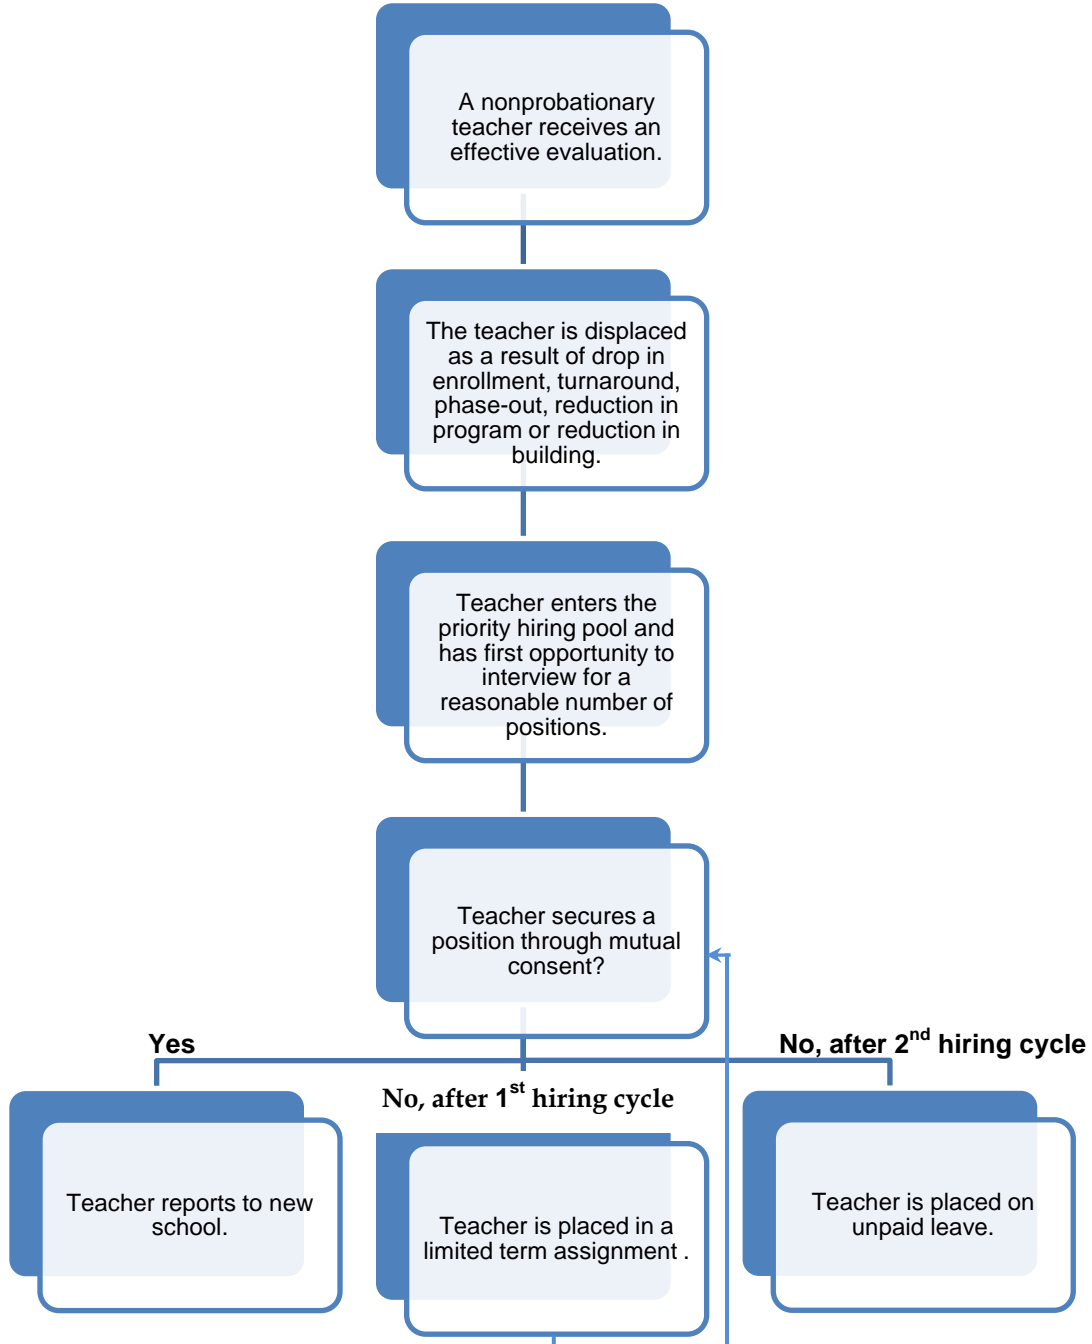 A nonprobationary
teacher receives an
effective evaluation.
The teacher is displaced
as a result of drop in
enrollment, turnaround,
phase-out, reduction in
program or reduction in
building.
Teacher enters the
priority hiring pool and
has first opportunity to
interview for a
reasonable number of
positions.
Teacher secures a
position through mutual
consent?
Yes
No, after 1st hiring cycle
No, after 2nd hiring cycle
Teacher reports to new
school.
Teacher is placed in a
limited term assignment .
Teacher is placed on
unpaid leave.